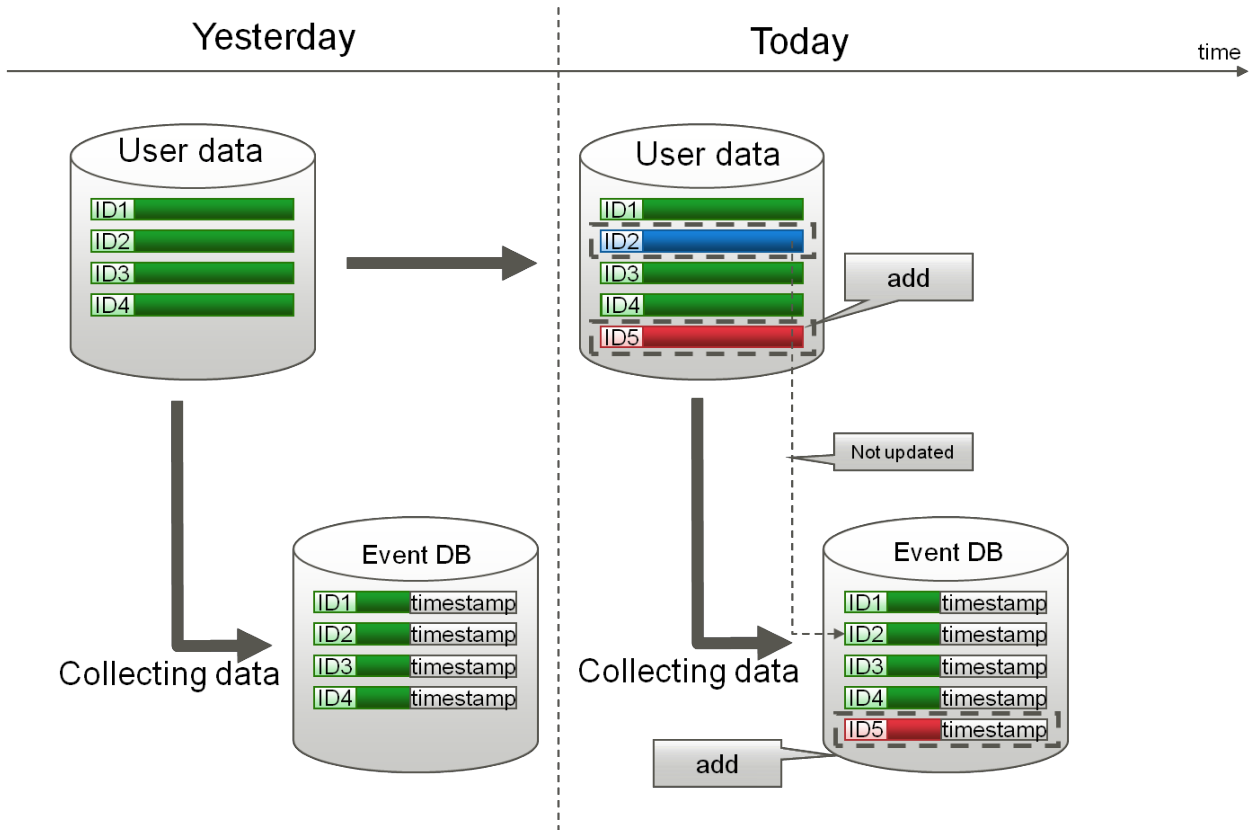 Yesterday
Today
time
User data
ID1
ID2
ID3
ID4
User data
ID1
ID2
ID3
ID4
ID5
add
Not updated
Collecting data
Event DB
ID1 timestamp
ID2 timestamp
ID3 timestamp
ID4 timestamp
Collecting data
Event DB
ID1 timestamp
ID2 timestamp
ID3 timestamp
ID4 timestamp
ID5 timestamp
add